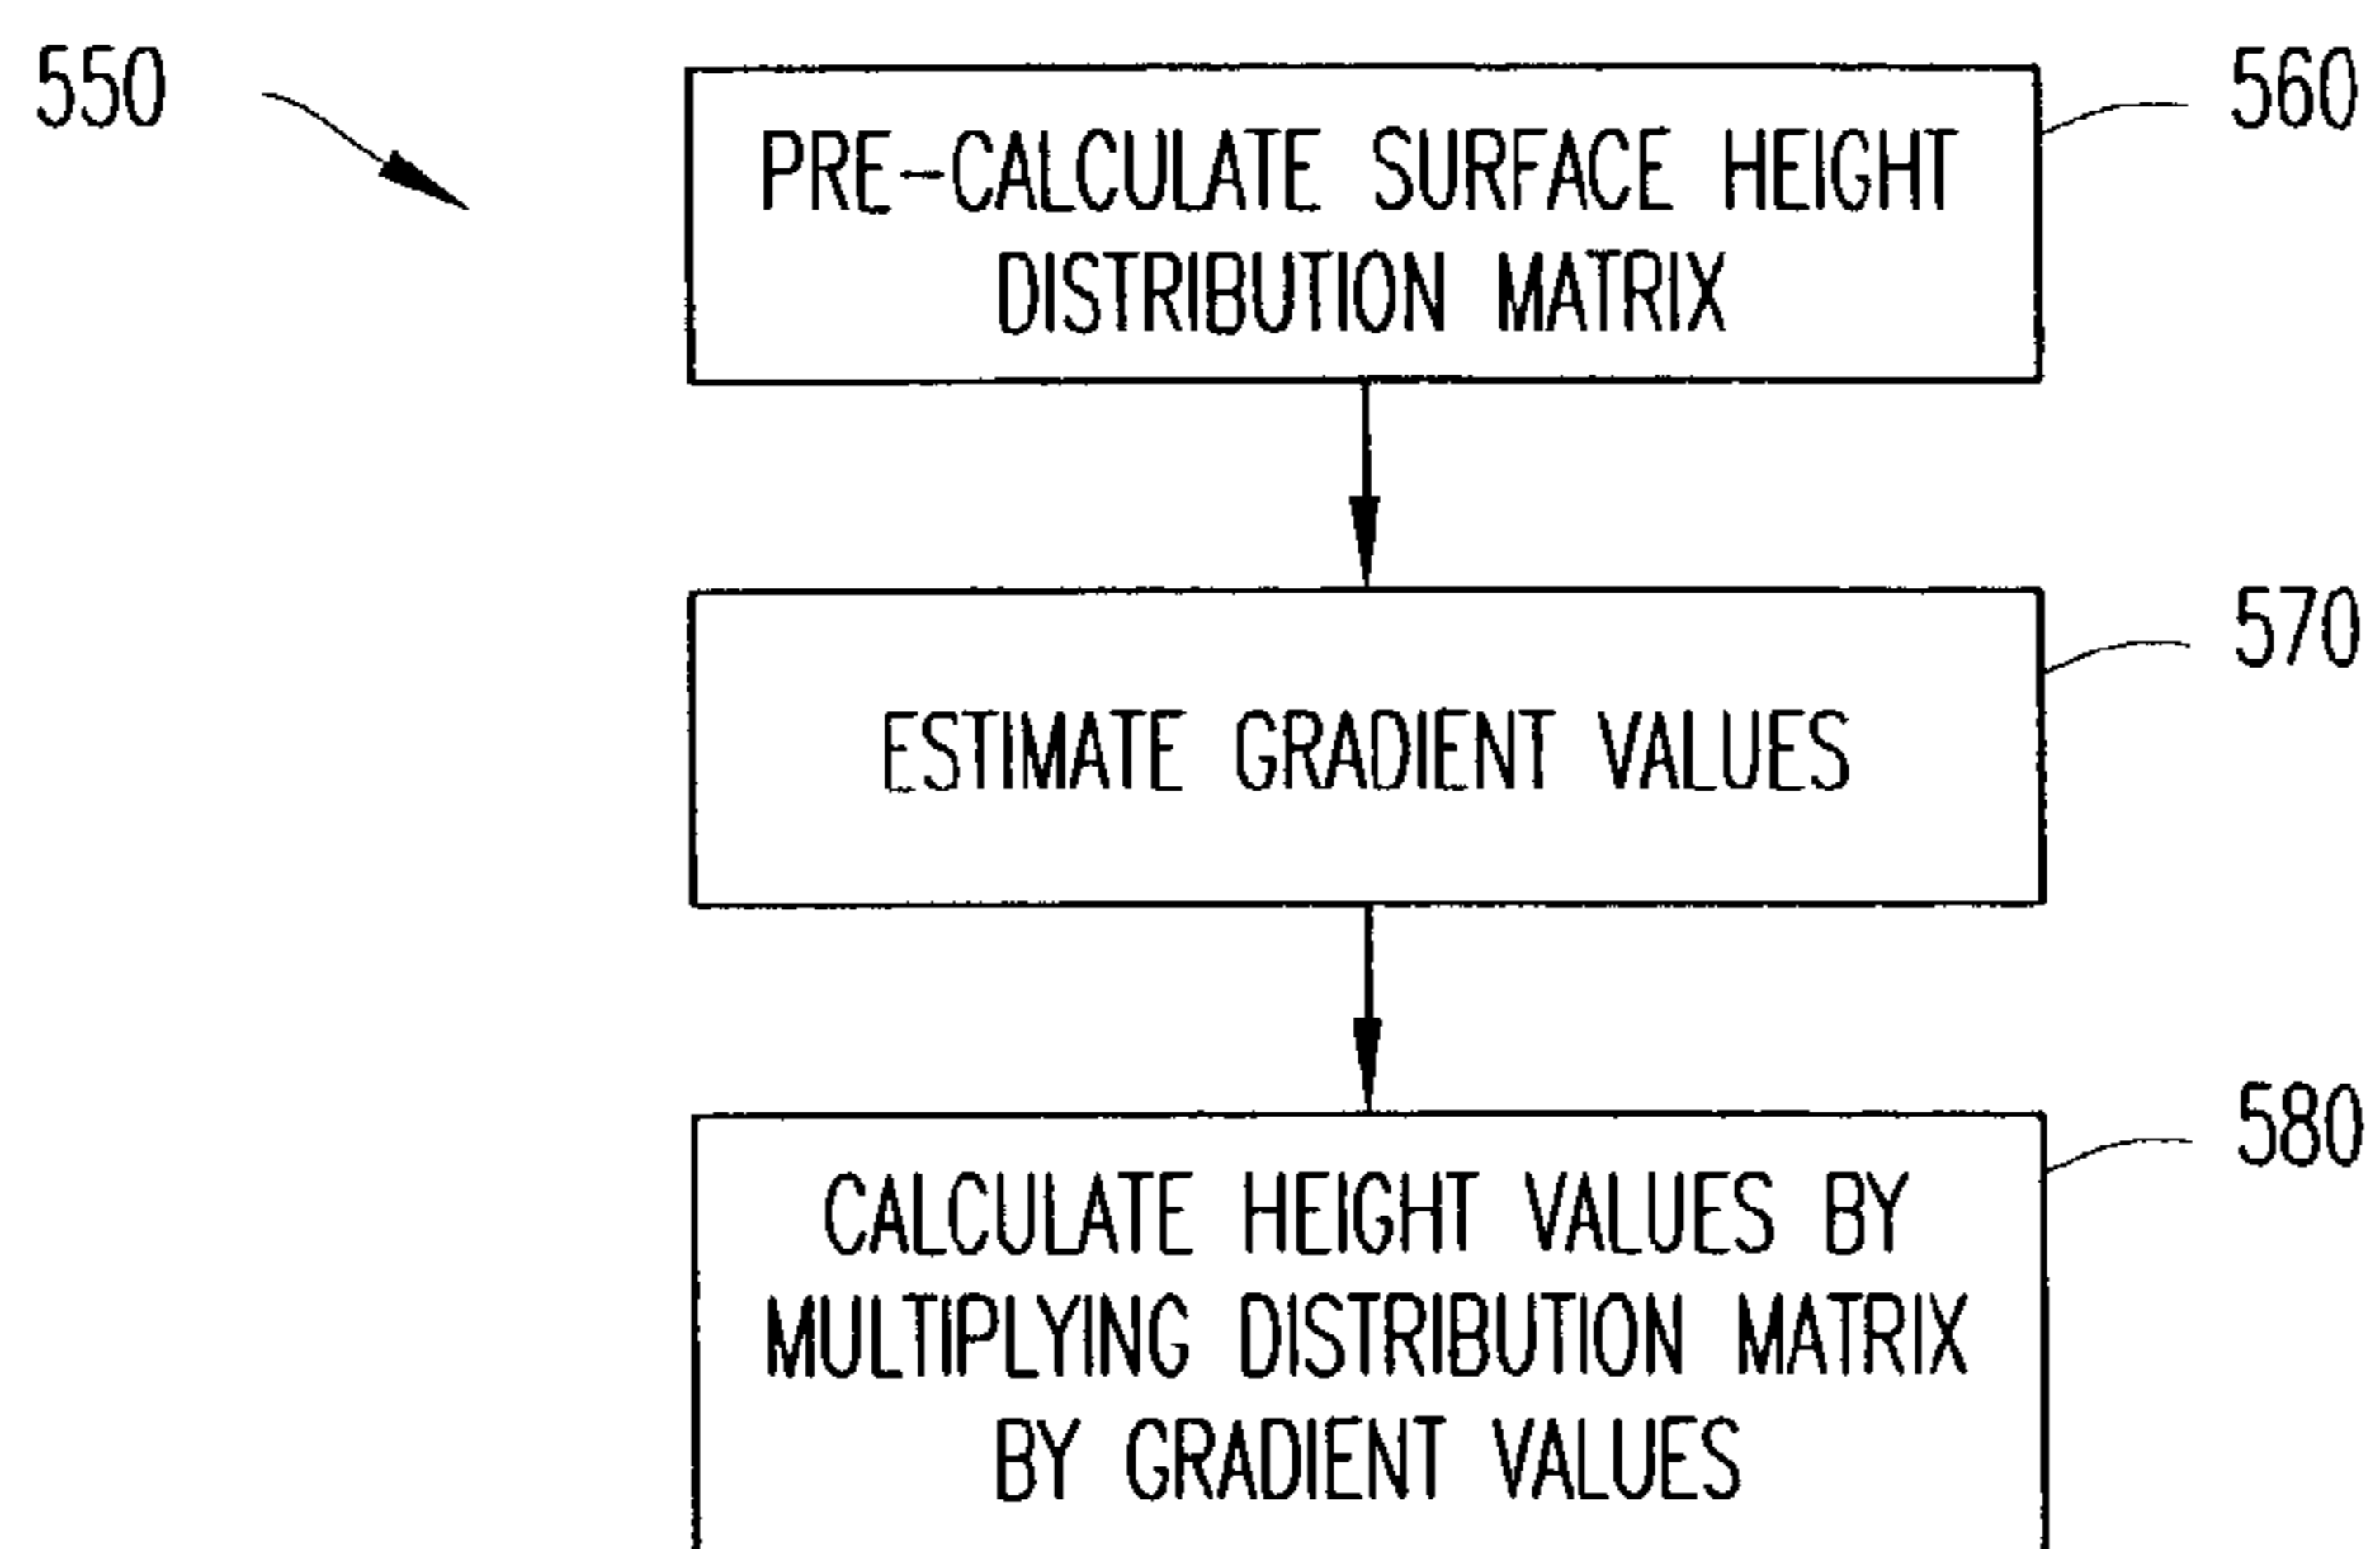 550
560
PRE-CALCULATE SURFACE HEIGHT
DISTRIBUTION MATRIX
570
ESTIMATE GRADIENT VALUES
580
CALCULATE HEIGHT VALUES BY
MULTIPLYING DISTRIBUTION MATRIX
BY GRADIENT VALUES